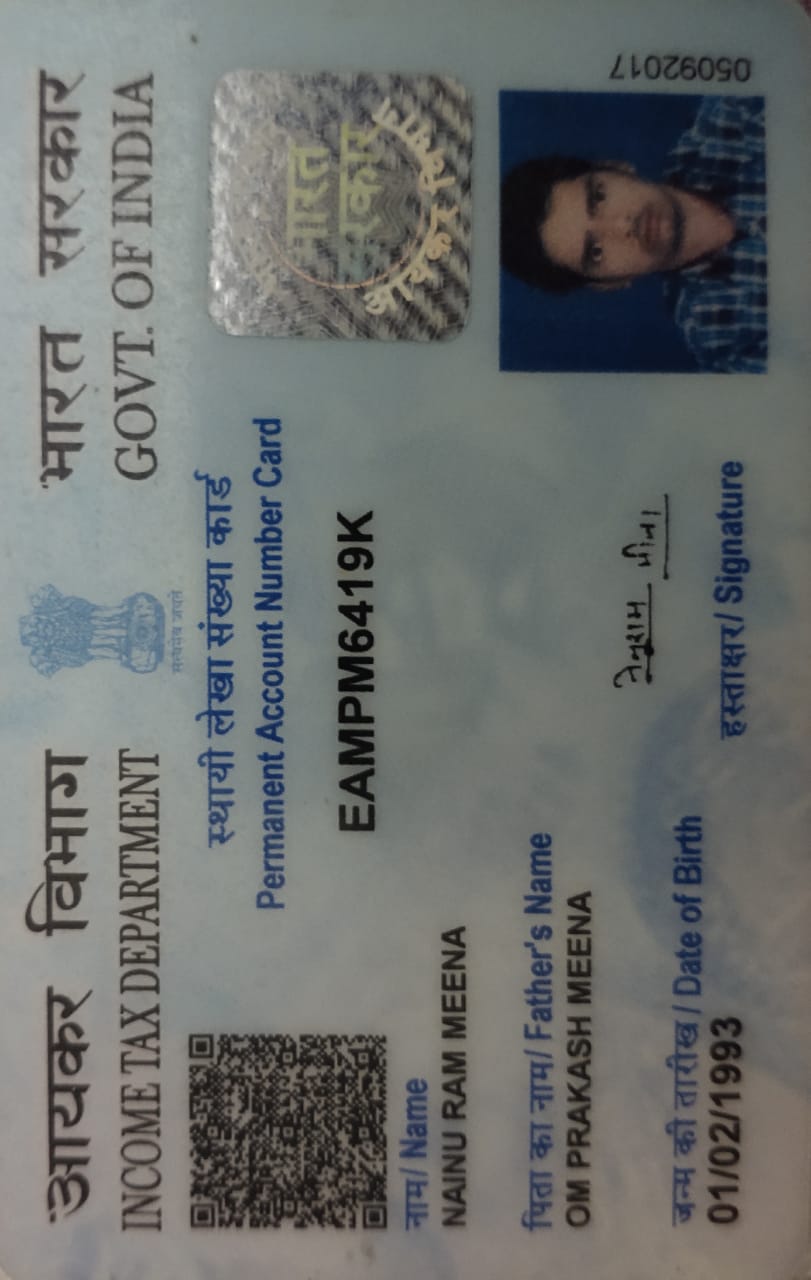 आयकर विभाग
INCOME TAX DEPARTMENT
सत्यमेव जयते
भारत सरकार
GOVT. OF INDIA
स्थायी लेखा संख्या कार्ड
Permanent Account Number Card
EAMPM6419K
भारत
सरकार
आयकर विभाग
नाम/ Name
NAINU RAM MEENA
पिता का नाम/ Father's Name
OM PRAKASH MEENA
जन्म की तारीख / Date of Birth
01/02/1993
नेनुराम मीना
हस्ताक्षर/ Signature
05092017